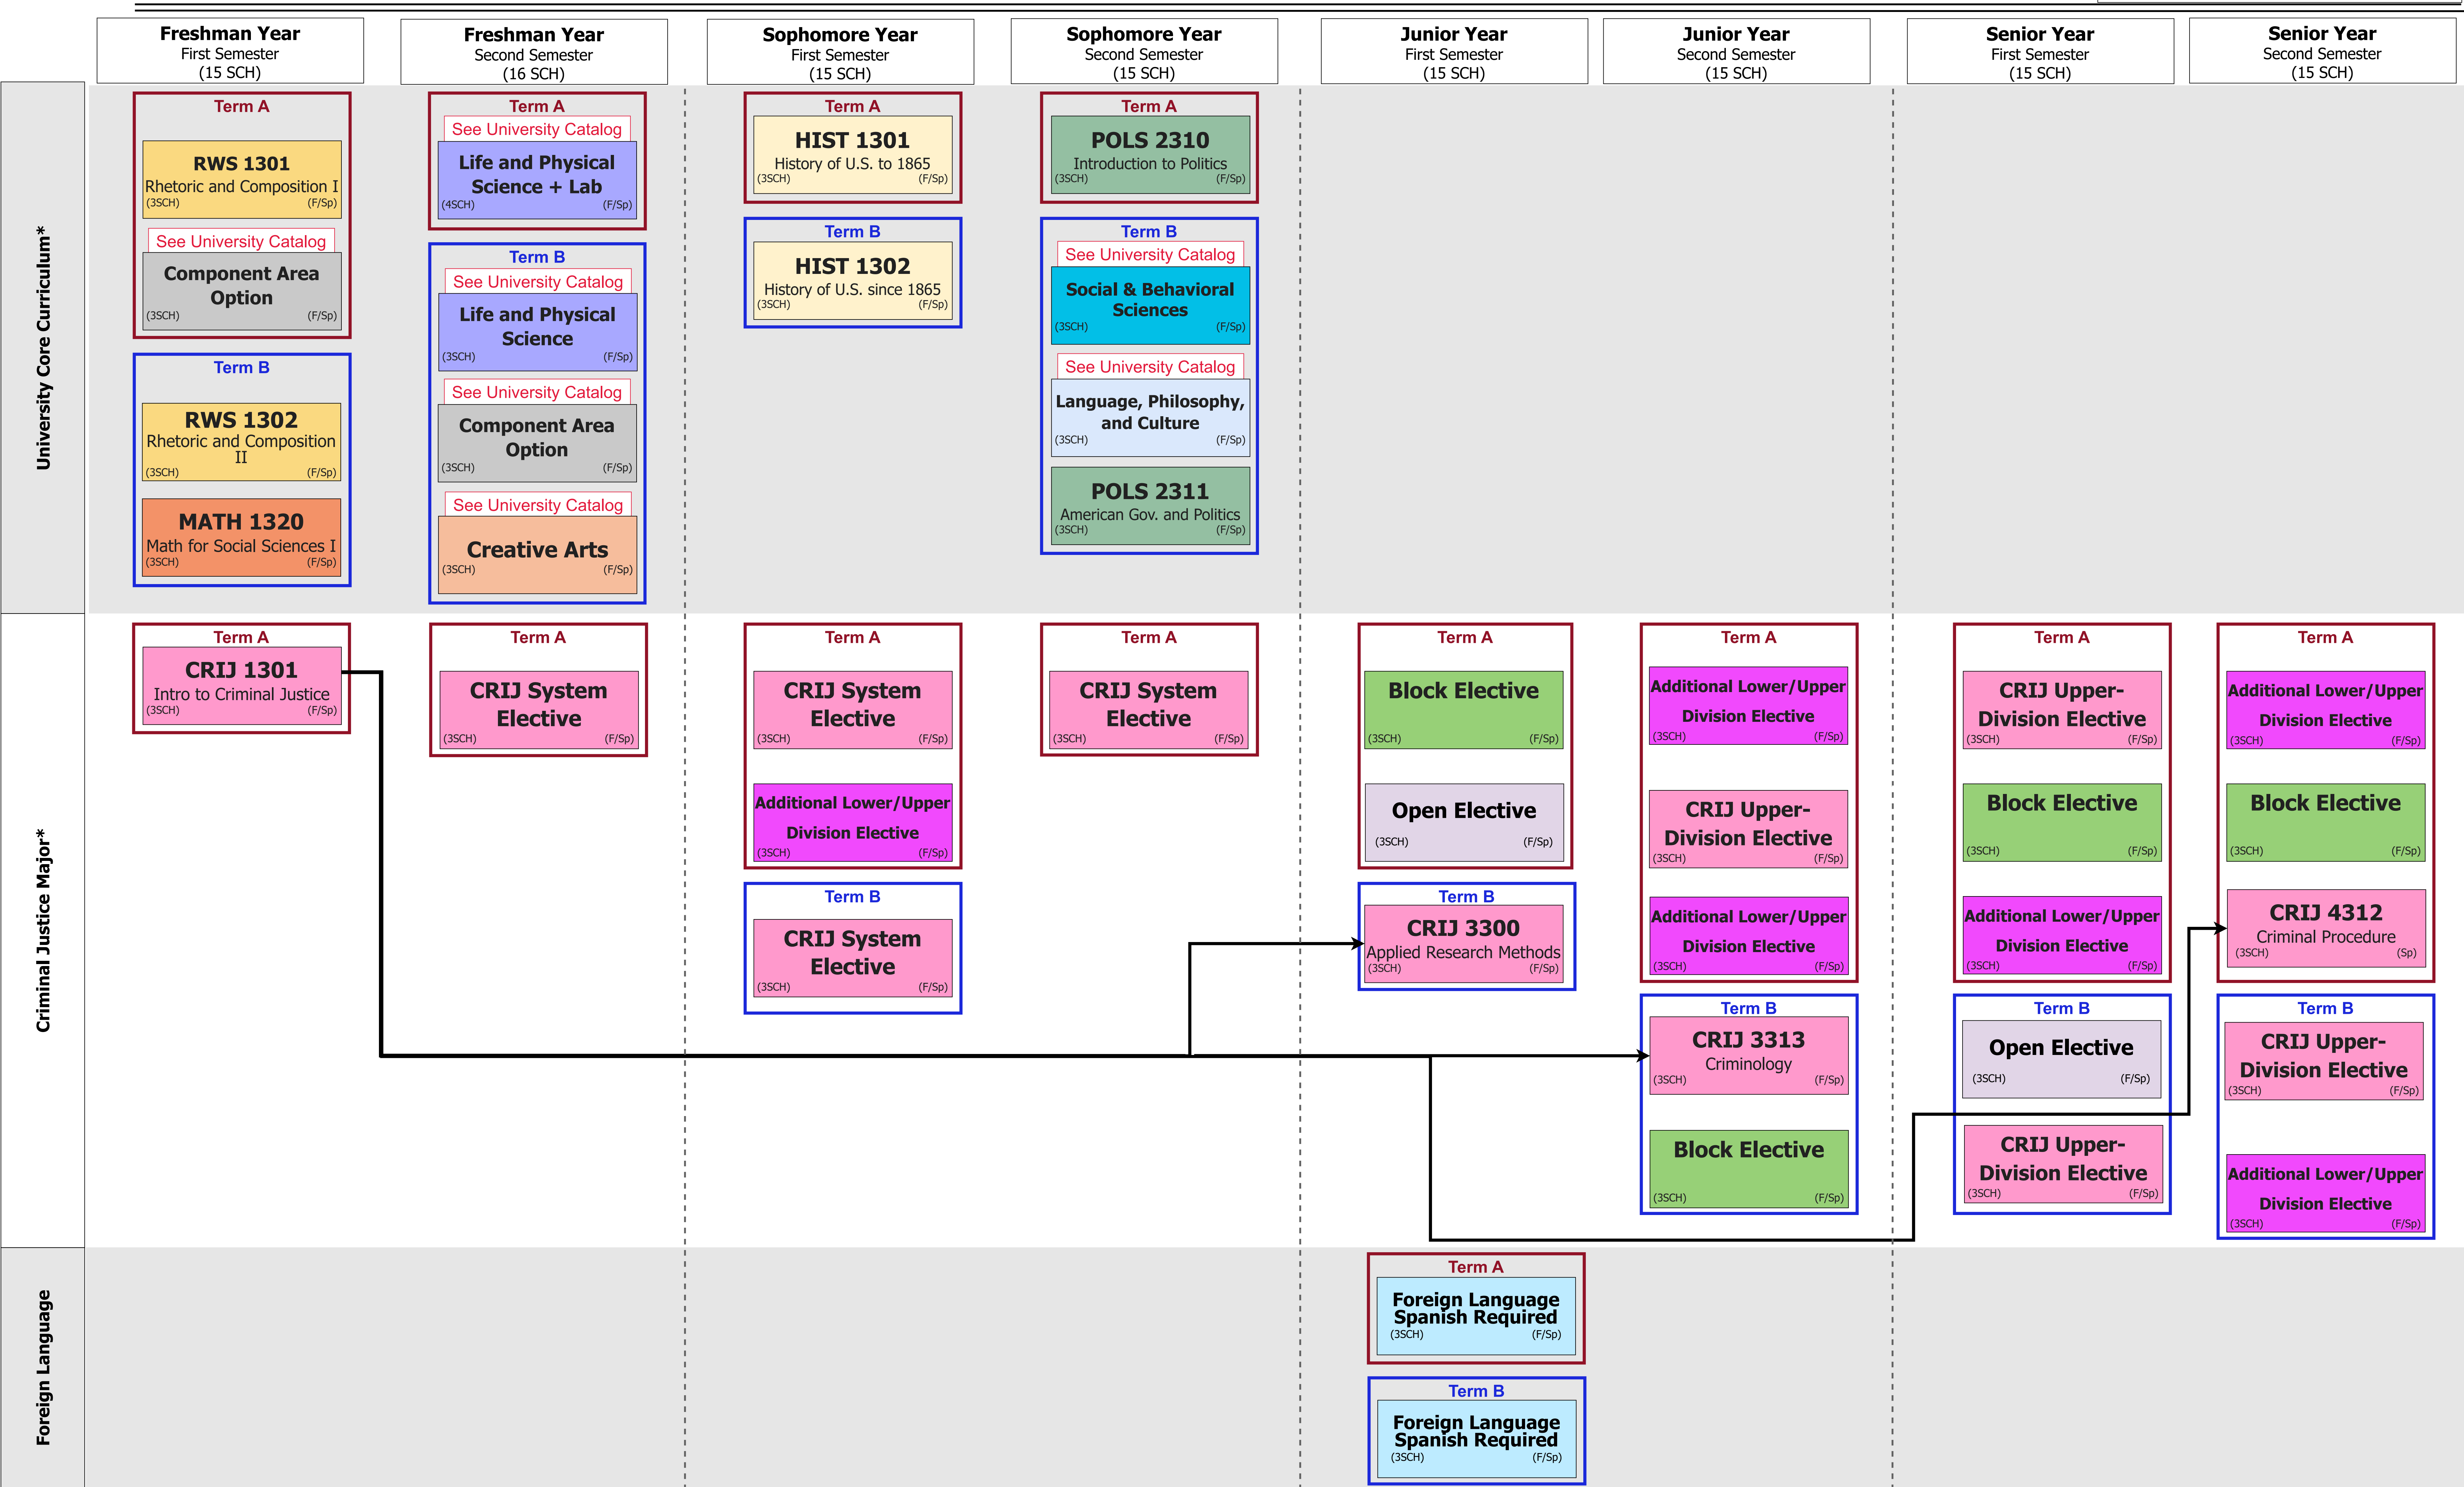 Freshman Year
First Semester
(15 SCH)
Freshman Year
Second Semester
(16 SCH)
Sophomore Year
First Semester
(15 SCH)
Sophomore Year
Second Semester
(15 SCH)
Junior Year
First Semester
(15 SCH)
Junior Year
Second Semester
(15 SCH)
Senior Year
First Semester
(15 SCH)
Senior Year
Second Semester
(15 SCH)
University Core Curriculum*
Term A
RWS 1301
Rhetoric and Composition I
(3SCH) (F/Sp)
See University Catalog
Component Area
Option
(3SCH) (F/Sp)
Term B
RWS 1302
Rhetoric and Composition
II
(3SCH) (F/Sp)
MATH 1320
Math for Social Sciences I
(3SCH) (F/Sp)
Term A
See University Catalog
Life and Physical
Science + Lab
(4SCH) (F/Sp)
Term B
See University Catalog
Life and Physical
Science
(3SCH) (F/Sp)
See University Catalog
Component Area
Option
(3SCH) (F/Sp)
See University Catalog
Creative Arts
(3SCH) (F/Sp)
Term A
HIST 1301
History of U.S. to 1865
(3SCH) (F/Sp)
Term B
HIST 1302
History of U.S. since 1865
(3SCH) (F/Sp)
Term A
POLS 2310
Introduction to Politics
(3SCH) (F/Sp)
Term B
See University Catalog
Social & Behavioral
Sciences
(3SCH) (F/Sp)
See University Catalog
Language, Philosophy,
and Culture
(3SCH) (F/Sp)
POLS 2311
American Gov. and Politics
(3SCH) (F/Sp)
Criminal Justice Major*
Term A
CRIJ 1301
Intro to Criminal Justice
(3SCH) (F/Sp)
Term A
CRIJ System
Elective
(3SCH) (F/Sp)
Term A
CRIJ System
Elective
(3SCH) (F/Sp)
Additional Lower/Upper
Division Elective
(3SCH) (F/Sp)
Term B
CRIJ System
Elective
(3SCH) (F/Sp)
Term A
CRIJ System
Elective
(3SCH) (F/Sp)
Term A
Block Elective
(3SCH) (F/Sp)
Open Elective
(3SCH) (F/Sp)
Term B
CRIJ 3300
Applied Research Methods
(3SCH) (F/Sp)
Term A
Additional Lower/Upper
Division Elective
(3SCH) (F/Sp)
CRIJ Upper-
Division Elective
(3SCH) (F/Sp)
Additional Lower/Upper
Division Elective
(3SCH) (F/Sp)
Term B
CRIJ 3313
Criminology
(3SCH) (F/Sp)
Block Elective
(3SCH) (F/Sp)
Term A
CRIJ Upper-
Division Elective
(3SCH) (F/Sp)
Block Elective
(3SCH) (F/Sp)
Additional Lower/Upper
Division Elective
(3SCH) (F/Sp)
Term B
Open Elective
(3SCH) (F/Sp)
CRIJ Upper-
Division Elective
(3SCH) (F/Sp)
Term A
Additional Lower/Upper
Division Elective
(3SCH) (F/Sp)
Block Elective
(3SCH) (F/Sp)
CRIJ 4312
Criminal Procedure
(3SCH) (Sp)
Term B
CRIJ Upper-
Division Elective
(3SCH) (F/Sp)
Additional Lower/Upper
Division Elective
(3SCH) (F/Sp)
Foreign Language
Term A
Foreign Language
Spanish Required
(3SCH) (F/Sp)
Term B
Foreign Language
Spanish Required
(3SCH) (F/Sp)